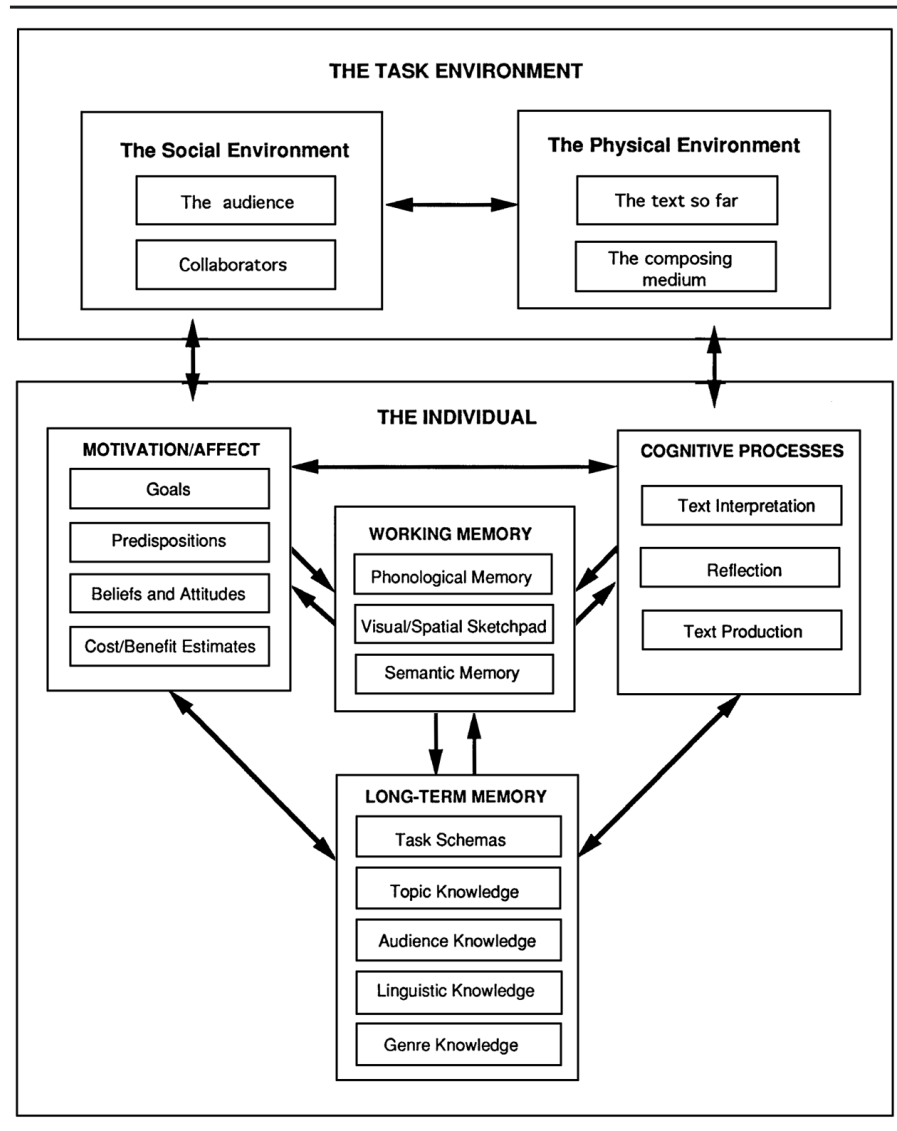 THE TASK ENVIRONMENT
The Social Environment
The audience
Collaborators
The Physical Environment
The text so far
The composing
medium
THE INDIVIDUAL
MOTIVATION/AFFECT
Goals
Predispositions
Beliefs and Attitudes
Cost/Benefit Estimates
WORKING MEMORY
Phonological Memory
Visual/Spatial Sketchpad
Semantic Memory
COGNITIVE PROCESSES
Text Interpretation
Reflection
Text Production
LONG-TERM MEMORY
Task Schemas
Topic Knowledge
Audience Knowledge
Linguistic Knowledge
Genre Knowledge